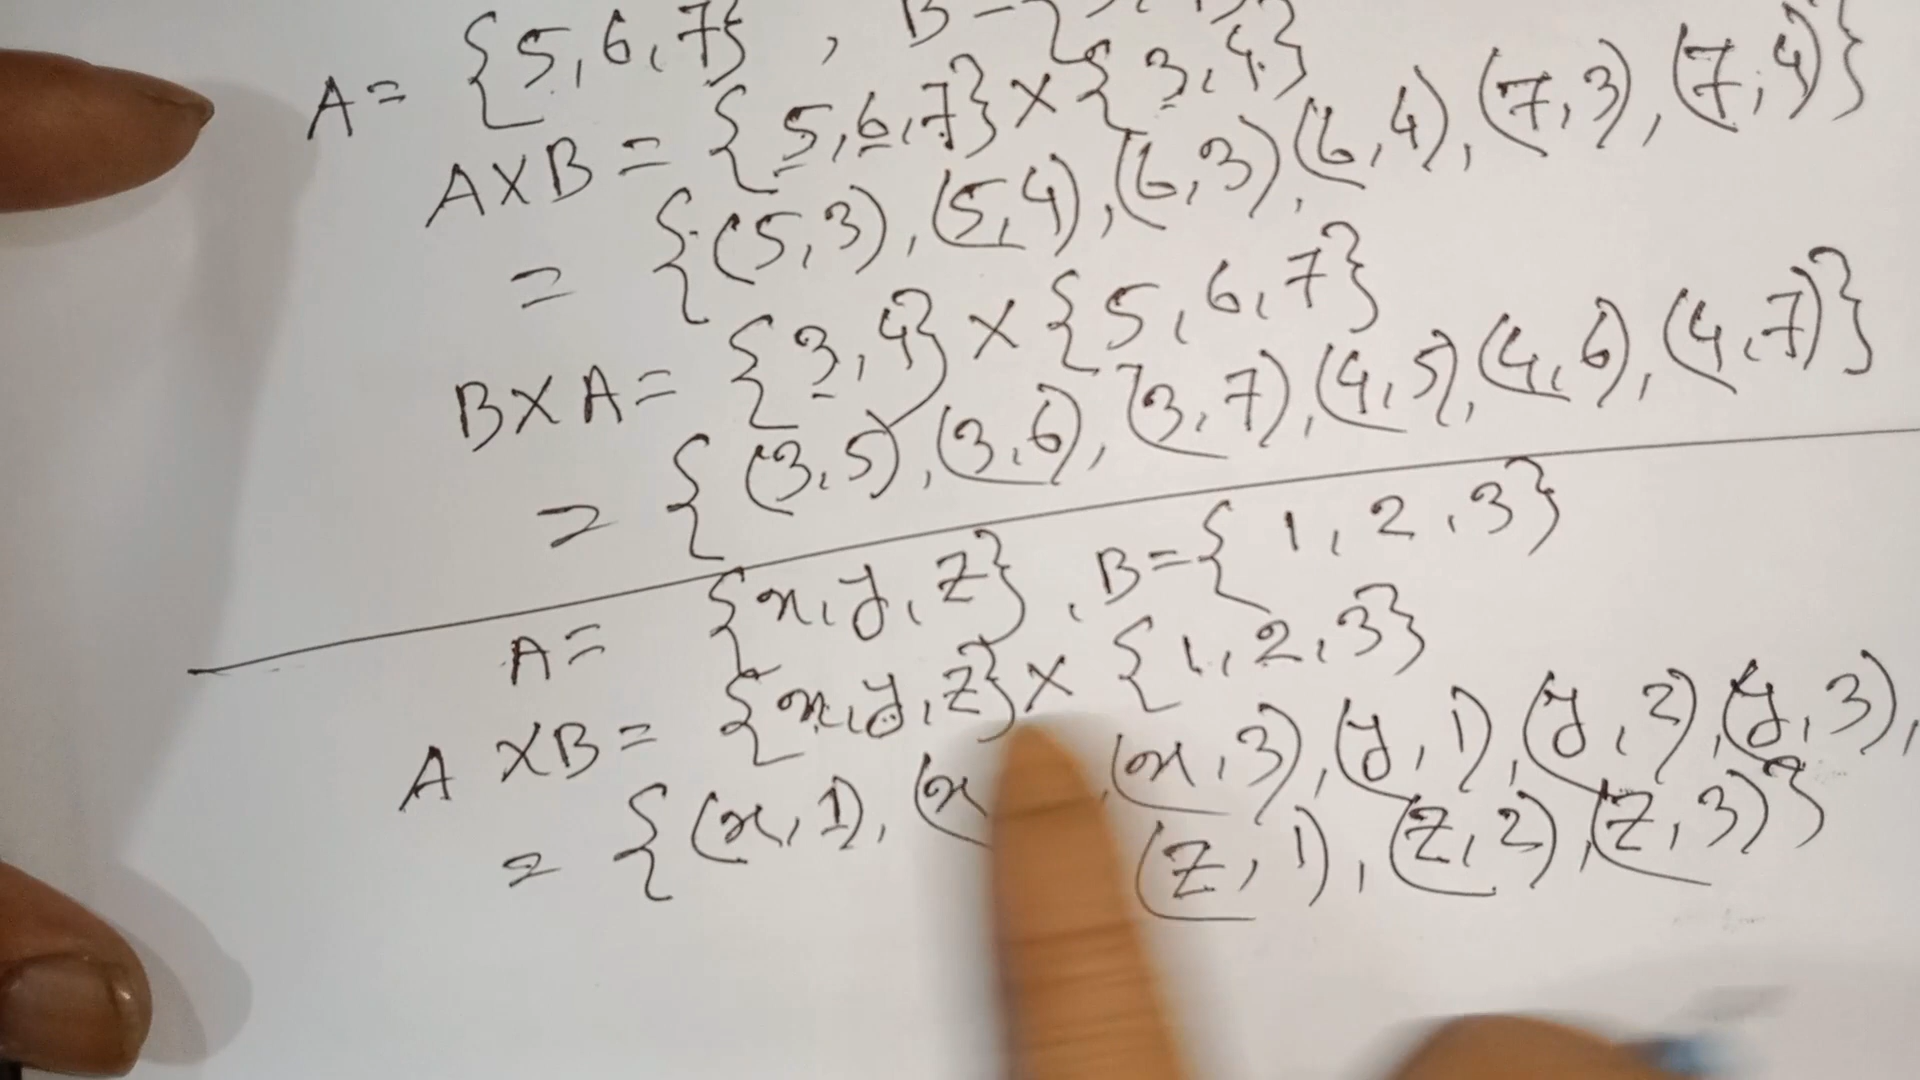 A = {5, 6, 7}, B = {3, 4}
A X B = {5, 6, 7} X {3, 4}
= {(5, 3), (5, 4), (6, 3), (6, 4), (7, 3), (7, 4)}
B X A = {3, 4} X {5, 6, 7}
= {(3, 5), (3, 6), (3, 7), (4, 5), (4, 6), (4, 7)}
A = {x, y, z}, B = {1, 2, 3}
A X B = {x, y, z} X {1, 2, 3}
= {(x, 1), (x , (x, 3), (y, 1), (y, 2), (y, 3),
(z, 1), (z, 2), (z, 3)}